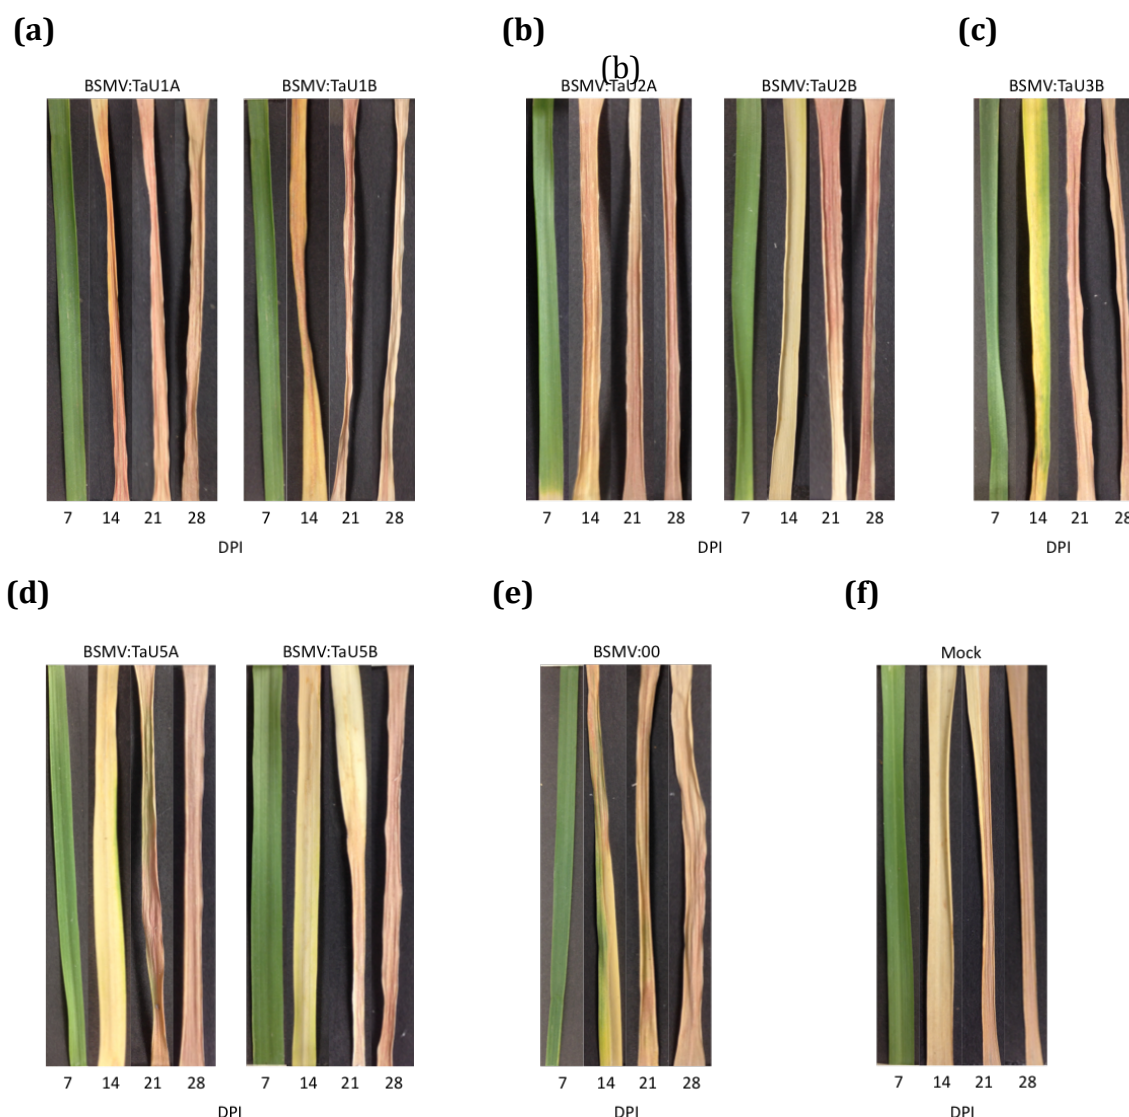 (a)
(b)
(c)
(b)
BSMV:TaU1A
BSMV:TaU1B
BSMV:TaU2A
BSMV:TaU2B
BSMV:TaU3B
7 14 21 28
7 14 21 28
7 14 21 28
7 14 21 28
7 14 21 28
DPI
DPI
DPI
(d)
(e)
(f)
BSMV:TaU5A
BSMV:TaU5B
BSMV:00
Mock
7 14 21 28
7 14 21 28
7 14 21 28
7 14 21 28
DPI
DPI
DPI